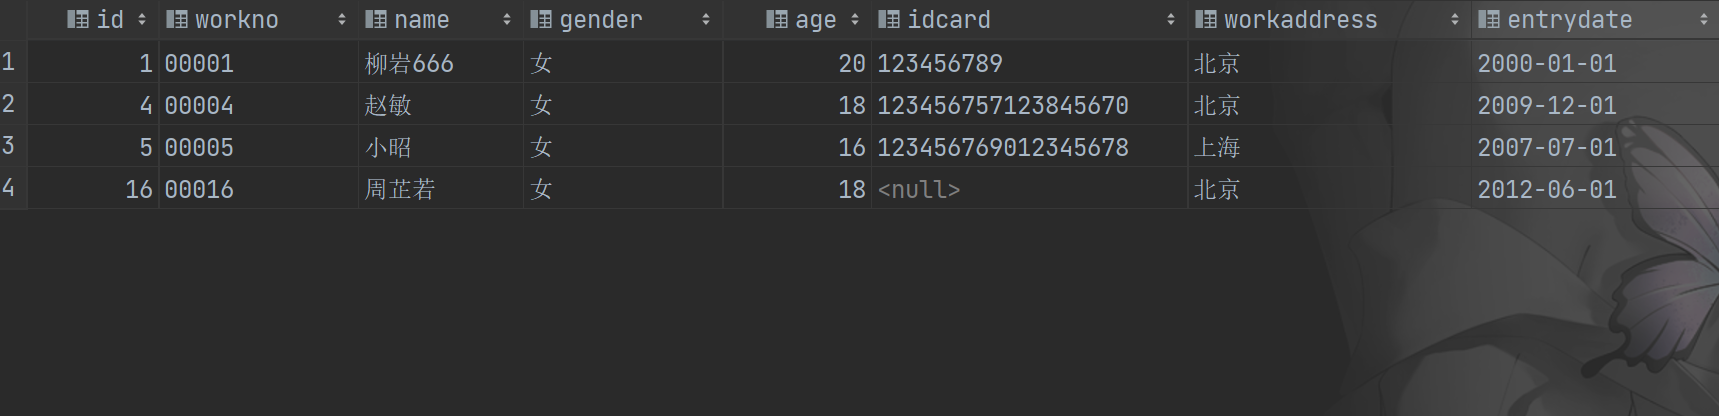 id workno name gender age idcard workaddress entrydate
1 1 00001 柳岩666 女 20 123456789 北京 2000-01-01
2 4 00004 赵敏 女 18 123456757123845670 北京 2009-12-01
3 5 00005 小昭 女 16 123456769012345678 上海 2007-07-01
4 16 00016 周芷若 女 18 <null> 北京 2012-06-01